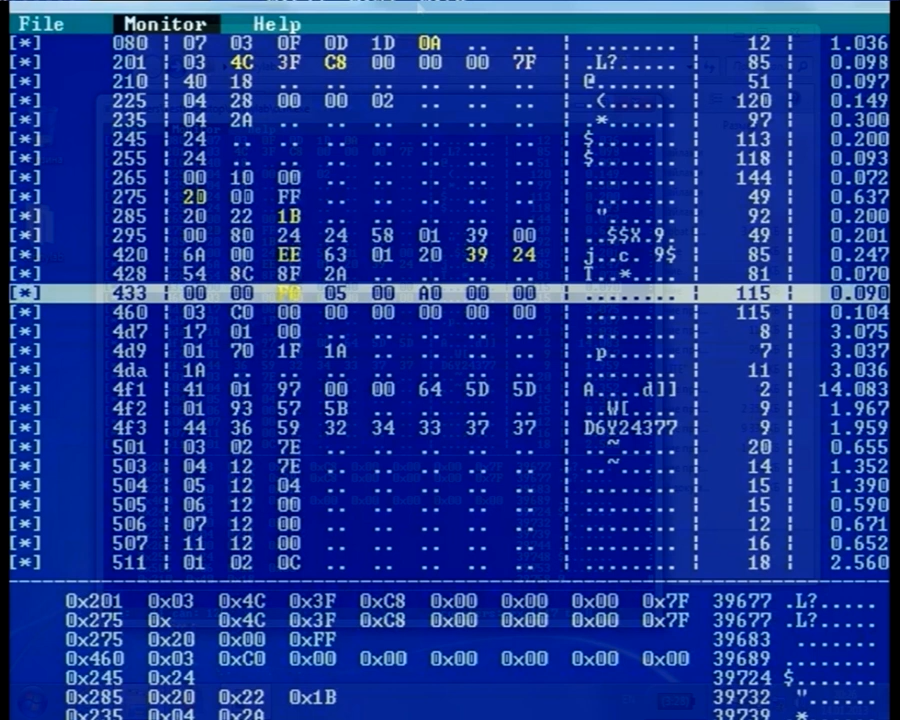 File Monitor Help
[*] 080 ¦ 07 03 0F 0D 1D 0A .. .. ¦ ........ ¦ 12 ¦ 1.036
[*] 201 ¦ 03 4C 3F C8 00 00 00 7F ¦ .L?..... ¦ 85 ¦ 0.098
[*] 210 ¦ 40 18 .. .. .. .. .. .. ¦ @....... ¦ 51 ¦ 0.097
[*] 225 ¦ 04 28 00 00 02 .. .. .. ¦ .(...... ¦ 120 ¦ 0.149
[*] 235 ¦ 04 2A .. .. .. .. .. .. ¦ .*...... ¦ 97 ¦ 0.300
[*] 245 ¦ 24 .. .. .. .. .. .. .. ¦ $....... ¦ 113 ¦ 0.200
[*] 255 ¦ 24 .. .. .. .. .. .. .. ¦ $....... ¦ 118 ¦ 0.093
[*] 265 ¦ 00 10 00 .. .. .. .. .. ¦ ........ ¦ 144 ¦ 0.072
[*] 275 ¦ 20 00 FF .. .. .. .. .. ¦ ........ ¦ 49 ¦ 0.637
[*] 285 ¦ 20 22 1B .. .. .. .. .. ¦ ."...... ¦ 92 ¦ 0.200
[*] 295 ¦ 00 80 24 24 58 01 39 00 ¦ ..$$X.9. ¦ 49 ¦ 0.201
[*] 420 ¦ 6A 00 EE 63 01 20 39 24 ¦ j..c. 9$ ¦ 85 ¦ 0.247
[*] 428 ¦ 54 8C 8F 2A .. .. .. .. ¦ T..*.... ¦ 81 ¦ 0.070
[*] 433 ¦ 00 00 F0 05 00 A0 00 00 ¦ ........ ¦ 115 ¦ 0.090
[*] 460 ¦ 03 C0 00 00 00 00 00 00 ¦ ........ ¦ 115 ¦ 0.104
[*] 4d7 ¦ 17 01 00 .. .. .. .. .. ¦ ........ ¦ 8 ¦ 3.075
[*] 4d9 ¦ 01 70 1F 1A .. .. .. .. ¦ .p...... ¦ 7 ¦ 3.037
[*] 4da ¦ 1A .. .. .. .. .. .. .. ¦ ........ ¦ 11 ¦ 3.036
[*] 4f1 ¦ 41 01 97 00 00 64 5D 5D ¦ A....d]] ¦ 2 ¦ 14.083
[*] 4f2 ¦ 01 93 57 5B .. .. .. .. ¦ ..W[.... ¦ 9 ¦ 1.967
[*] 4f3 ¦ 44 36 59 32 34 33 37 37 ¦ D6Y24377 ¦ 9 ¦ 1.959
[*] 501 ¦ 03 02 7E .. .. .. .. .. ¦ ..~..... ¦ 20 ¦ 0.655
[*] 503 ¦ 04 12 7E .. .. .. .. .. ¦ ..~..... ¦ 14 ¦ 1.352
[*] 504 ¦ 05 12 04 .. .. .. .. .. ¦ ........ ¦ 15 ¦ 1.390
[*] 505 ¦ 06 12 00 .. .. .. .. .. ¦ ........ ¦ 15 ¦ 0.590
[*] 506 ¦ 07 12 00 .. .. .. .. .. ¦ ........ ¦ 12 ¦ 0.671
[*] 507 ¦ 11 12 00 .. .. .. .. .. ¦ ........ ¦ 16 ¦ 0.652
[*] 511 ¦ 01 02 0C .. .. .. .. .. ¦ ........ ¦ 18 ¦ 2.560
0x201 0x03 0x4C 0x3F 0xC8 0x00 0x00 0x00 0x7F 39677 .L?.....
0x275 0x 0x4C 0x3F 0xC8 0x00 0x00 0x00 0x7F 39677 .L?.....
0x275 0x20 0x00 0xFF 39683 .......
0x460 0x03 0xC0 0x00 0x00 0x00 0x00 0x00 0x00 39689 ........
0x245 0x24 39724 $.......
0x285 0x20 0x22 0x1B 39732 ."......
0x235 0x04 0x2A 39739 .*......